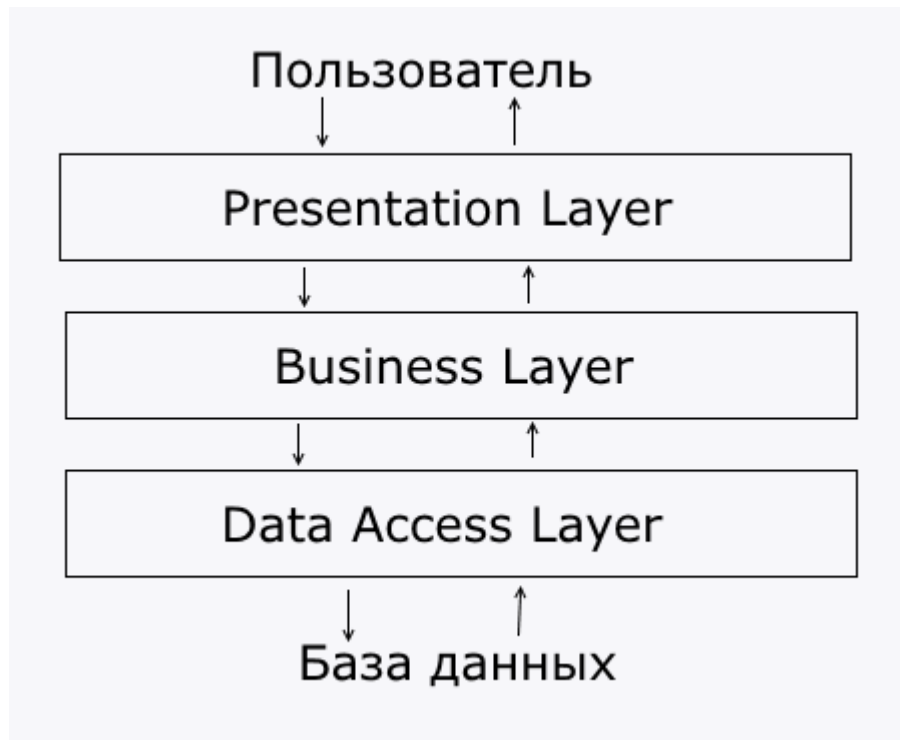 Пользователь
Presentation Layer
Business Layer
Data Access Layer
База данных